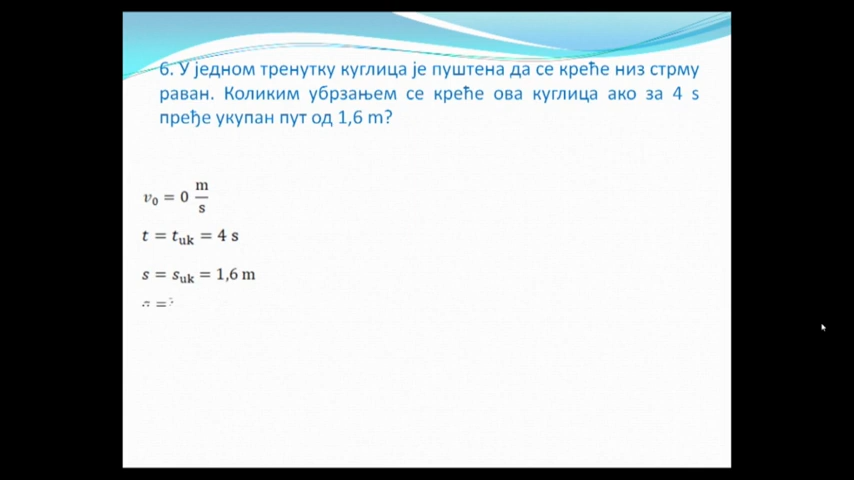 6. У једном тренутку куглица је пуштена да се креће низ стрму
раван. Коликим убрзањем се креће ова куглица ако за 4 s
пређе укупан пут од 1,6 m?
v₀ = 0 m/s
t = t_uk = 4 s
s = s_uk = 1,6 m